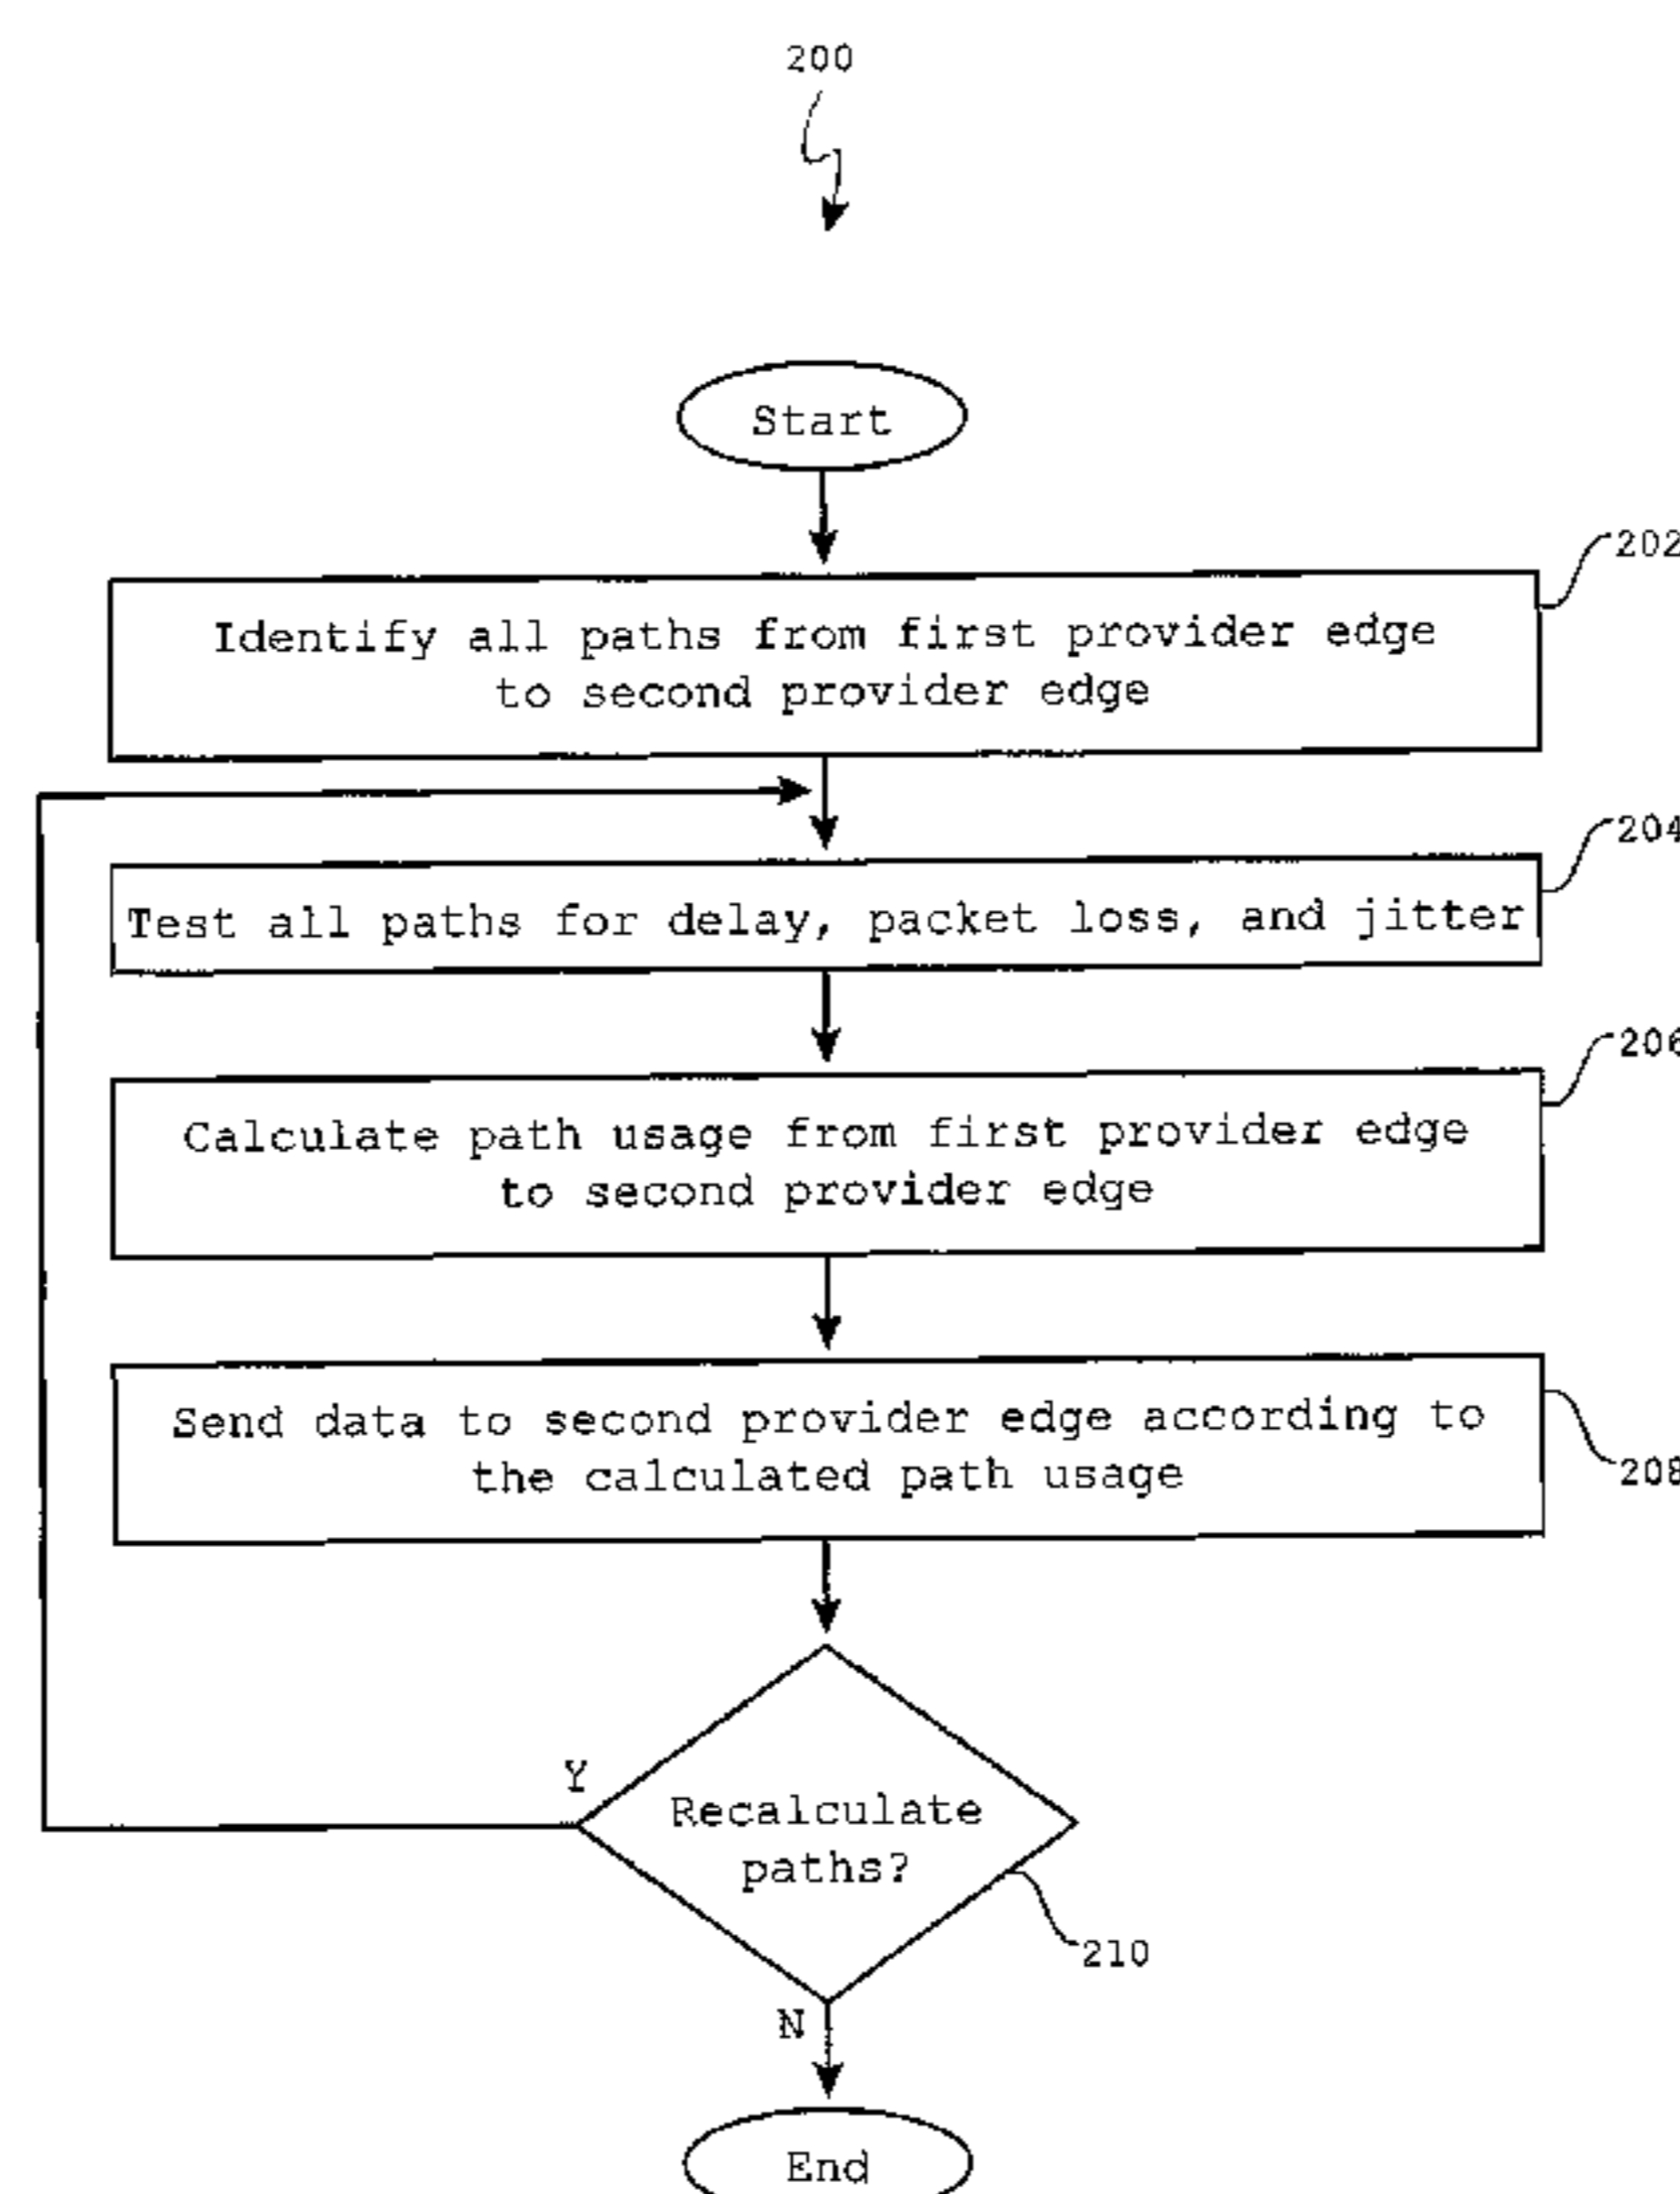 200
Start
202
Identify all paths from first provider edge
to second provider edge
204
Test all paths for delay, packet loss, and jitter
206
Calculate path usage from first provider edge
to second provider edge
Send data to second provider edge according to
the calculated path usage
208
Y
Recalculate
paths?
210
N
End